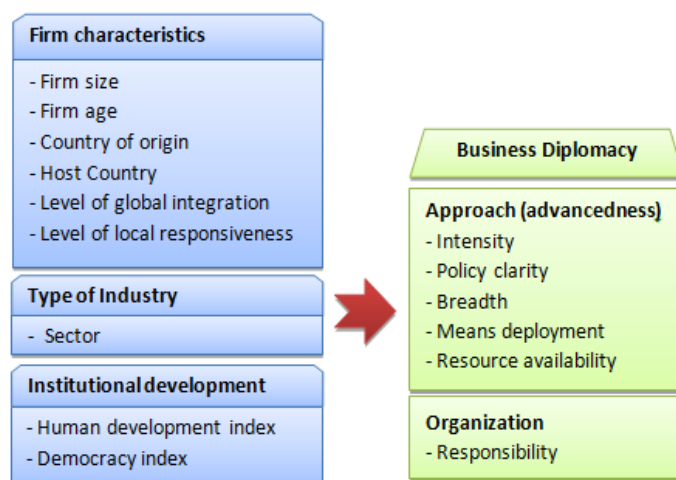 Firm characteristics
- Firm size
- Firm age
- Country of origin
- Host Country
- Level of global integration
- Level of local responsiveness
Type of Industry
- Sector
Institutional development
- Human development index
- Democracy index
Business Diplomacy
Approach (advancedness)
- Intensity
- Policy clarity
- Breadth
- Means deployment
- Resource availability
Organization
- Responsibility